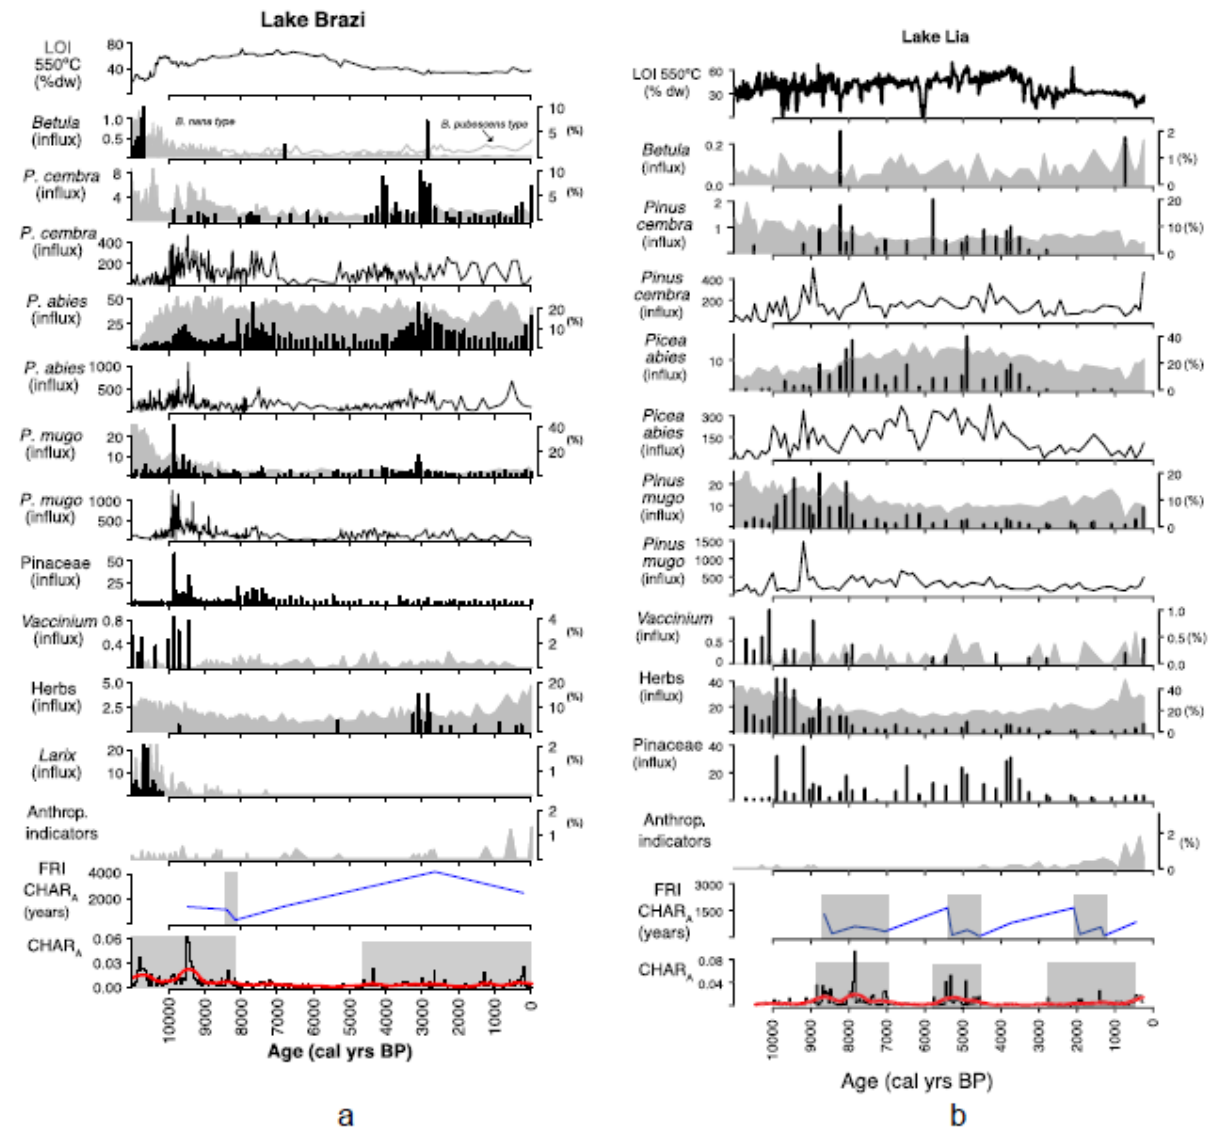 Lake Brazi
LOI
550°C
(%dw)
80
40
Betula
(influx)
1.0
0.5
B. nana type
B. pubescens type
10
5
(%)
P. cembra
(influx)
8
4
10
5
(%)
P. cembra
(influx)
400
200
P. abies
(influx)
50
25
20
10
(%)
P. abies
(influx)
1000
500
P. mugo
(influx)
20
10
40
20
(%)
P. mugo
(influx)
1000
500
Pinaceae
(influx)
50
25
Vaccinium
(influx)
0.8
0.4
4
2
(%)
Herbs
(influx)
5.0
2.5
20
10
(%)
Larix
(influx)
20
10
2
1
(%)
Anthrop.
indicators
2
1
(%)
FRI
CHARA
(years)
4000
2000
CHARA
0.06
0.03
0.00
10000 9000 8000 7000 6000 5000 4000 3000 2000 1000 0
Age (cal yrs BP)
a
Lake Lia
LOI 550°C
(% dw)
60
30
Betula
(influx)
0.2
0.0
2
1
0
(%)
Pinus
cembra
(influx)
2
1
20
10
0
(%)
Pinus
cembra
(influx)
400
200
Picea
abies
(influx)
10
40
20
0
(%)
Picea
abies
(influx)
300
150
Pinus
mugo
(influx)
20
10
20
10
0
(%)
Pinus
mugo
(influx)
1500
1000
500
Vaccinium
(influx)
0.5
0
1.0
0.5
0.0
(%)
Herbs
(influx)
40
20
0
40
20
0
(%)
Pinaceae
(influx)
40
20
Anthrop.
indicators
2
0
(%)
FRI
CHARA
(years)
3000
1500
CHARA
0.08
0.04
10000 9000 8000 7000 6000 5000 4000 3000 2000 1000 0
Age (cal yrs BP)
b